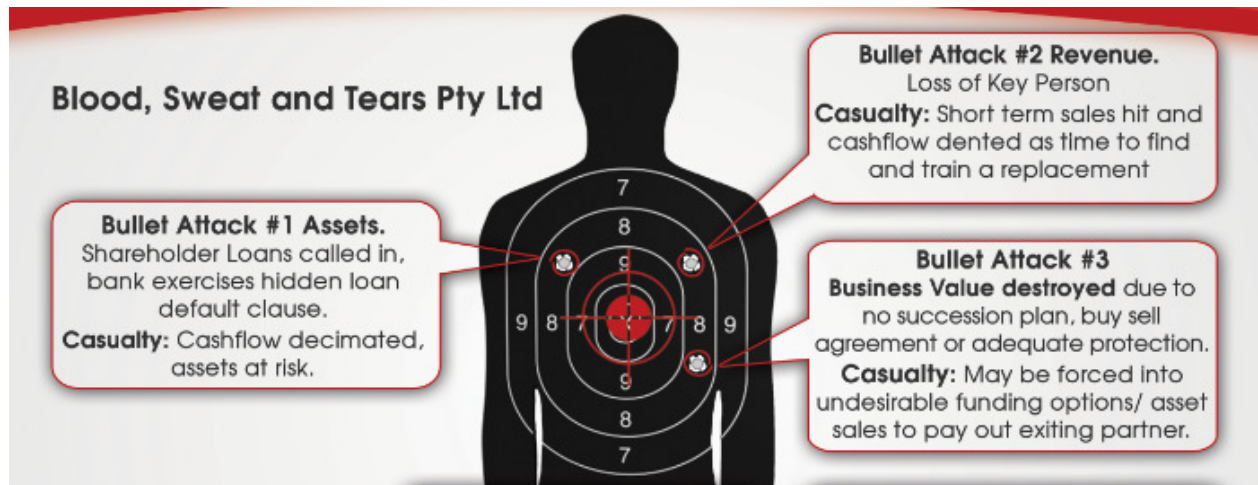 Blood, Sweat and Tears Pty Ltd
Bullet Attack #1 Assets.
Shareholder Loans called in,
bank exercises hidden loan
default clause.
Casualty: Cashflow decimated,
assets at risk.
Bullet Attack #2 Revenue.
Loss of Key Person
Casualty: Short term sales hit and
cashflow dented as time to find
and train a replacement
Bullet Attack #3
Business Value destroyed due to
no succession plan, buy sell
agreement or adequate protection.
Casualty: May be forced into
undesirable funding options/ asset
sales to pay out exiting partner.
7
8
9
9 8 7 X 7 8 9
9
8
7